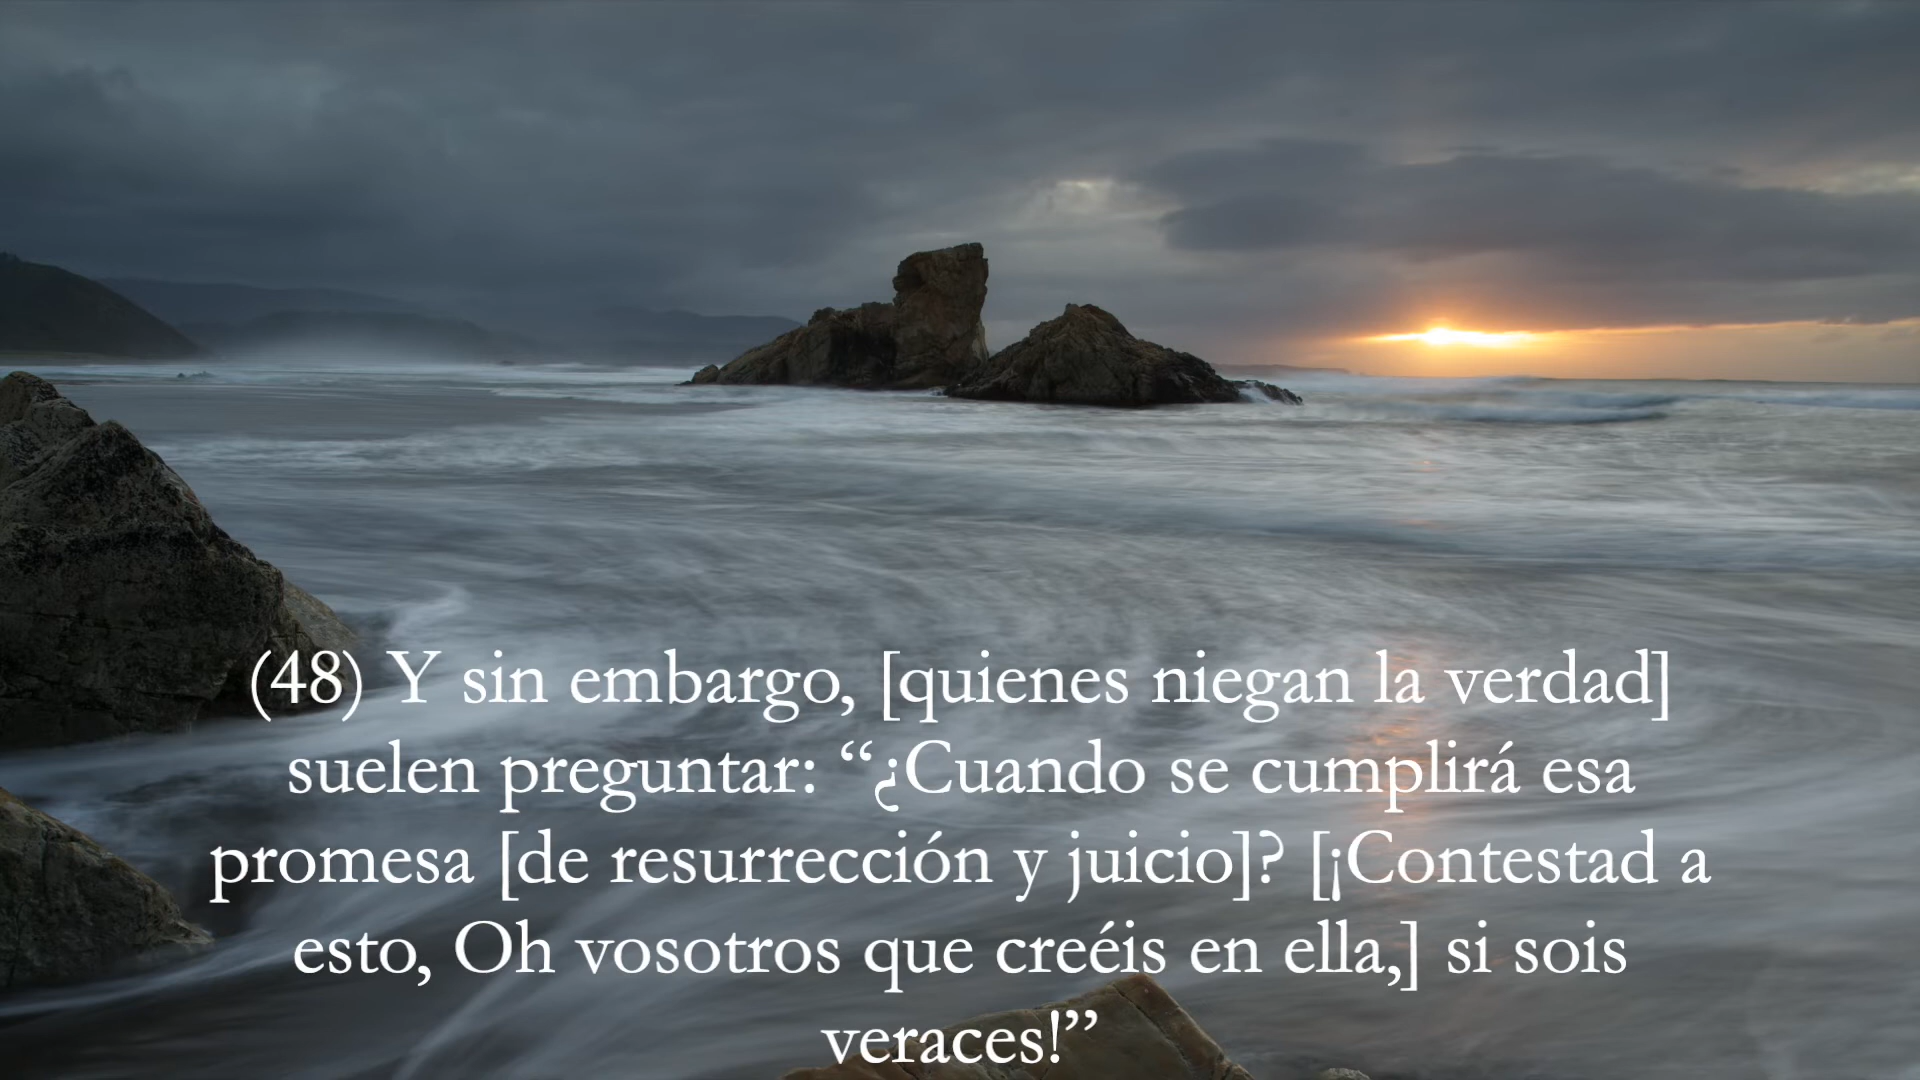 (48) Y sin embargo, [quienes niegan la verdad]
suelen preguntar: “¿Cuando se cumplirá esa
promesa [de resurrección y juicio]? [¡Contestad a
esto, Oh vosotros que creéis en ella,] si sois
veraces!”